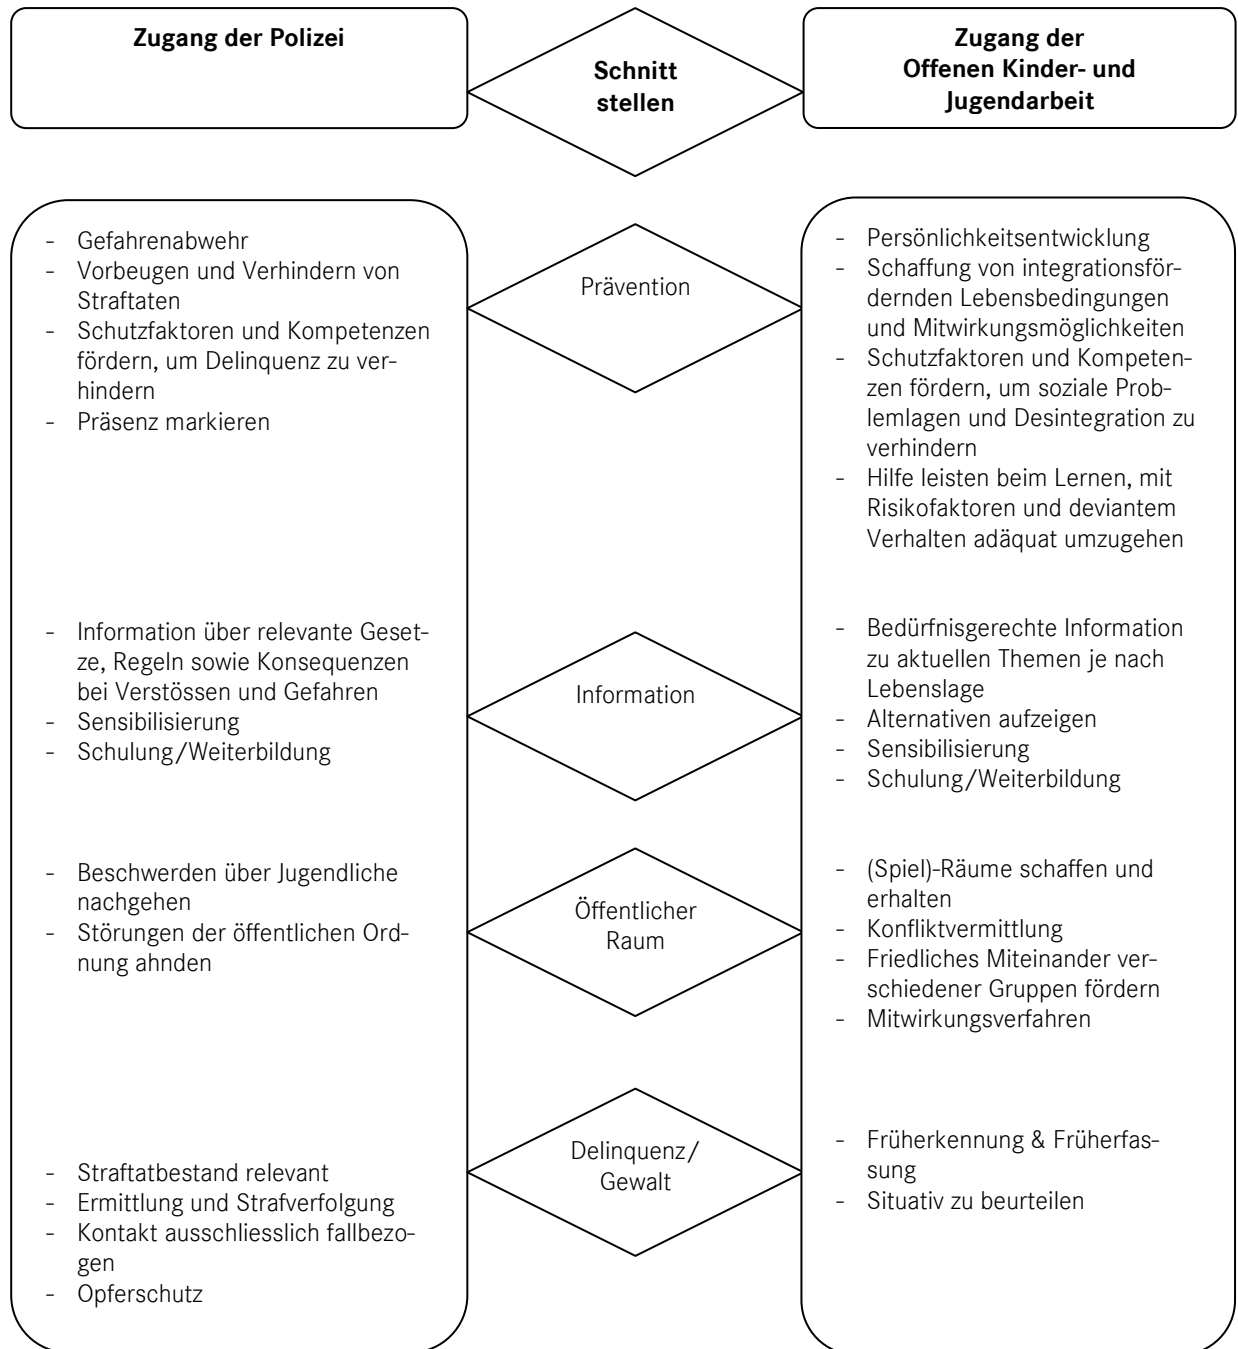 Zugang der Polizei
Schnitt
stellen
Zugang der
Offenen Kinder- und
Jugendarbeit
- Gefahrenabwehr
- Vorbeugen und Verhindern von
Straftaten
- Schutzfaktoren und Kompetenzen
fördern, um Delinquenz zu ver-
hindern
- Präsenz markieren
Prävention
- Persönlichkeitsentwicklung
- Schaffung von integrationsför-
dernden Lebensbedingungen
und Mitwirkungsmöglichkeiten
- Schutzfaktoren und Kompeten-
zen fördern, um soziale Prob-
lemlagen und Desintegration zu
verhindern
- Hilfe leisten beim Lernen, mit
Risikofaktoren und deviantem
Verhalten adäquat umzugehen
- Information über relevante Geset-
ze, Regeln sowie Konsequenzen
bei Verstössen und Gefahren
- Sensibilisierung
- Schulung/Weiterbildung
Information
- Bedürfnisgerechte Information
zu aktuellen Themen je nach
Lebenslage
- Alternativen aufzeigen
- Sensibilisierung
- Schulung/Weiterbildung
- Beschwerden über Jugendliche
nachgehen
- Störungen der öffentlichen Ord-
nung ahnden
Öffentlicher
Raum
- (Spiel)-Räume schaffen und
erhalten
- Konfliktvermittlung
- Friedliches Miteinander ver-
schiedener Gruppen fördern
- Mitwirkungsverfahren
- Straftatbestand relevant
- Ermittlung und Strafverfolgung
- Kontakt ausschliesslich fallbezo-
gen
- Opferschutz
Delinquenz/
Gewalt
- Früherkennung & Früherfas-
sung
- Situativ zu beurteilen